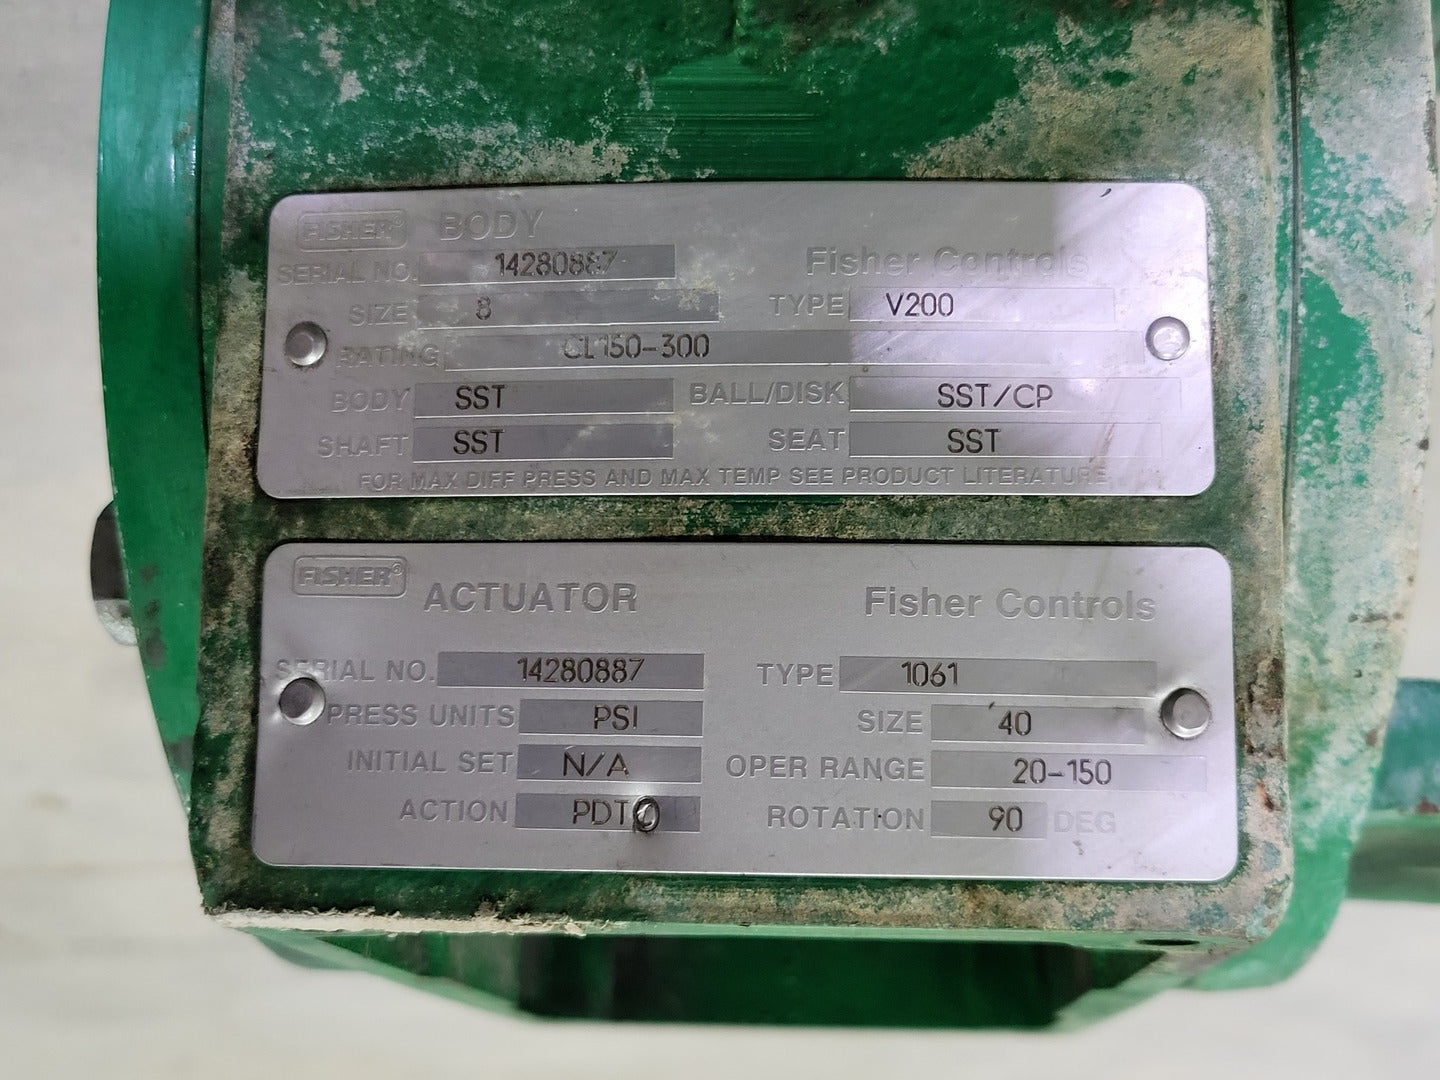 FISHER® BODY
SERIAL NO. 14280887 Fisher Controls
SIZE 8 TYPE V200
RATING CL150-300
BODY SST BALL/DISK SST/CP
SHAFT SST SEAT SST
FOR MAX DIFF PRESS AND MAX TEMP SEE PRODUCT LITERATURE
FISHER® ACTUATOR Fisher Controls
SERIAL NO. 14280887 TYPE 1061
PRESS UNITS PSI SIZE 40
INITIAL SET N/A OPER RANGE 20-150
ACTION ROTATION 90 DEG